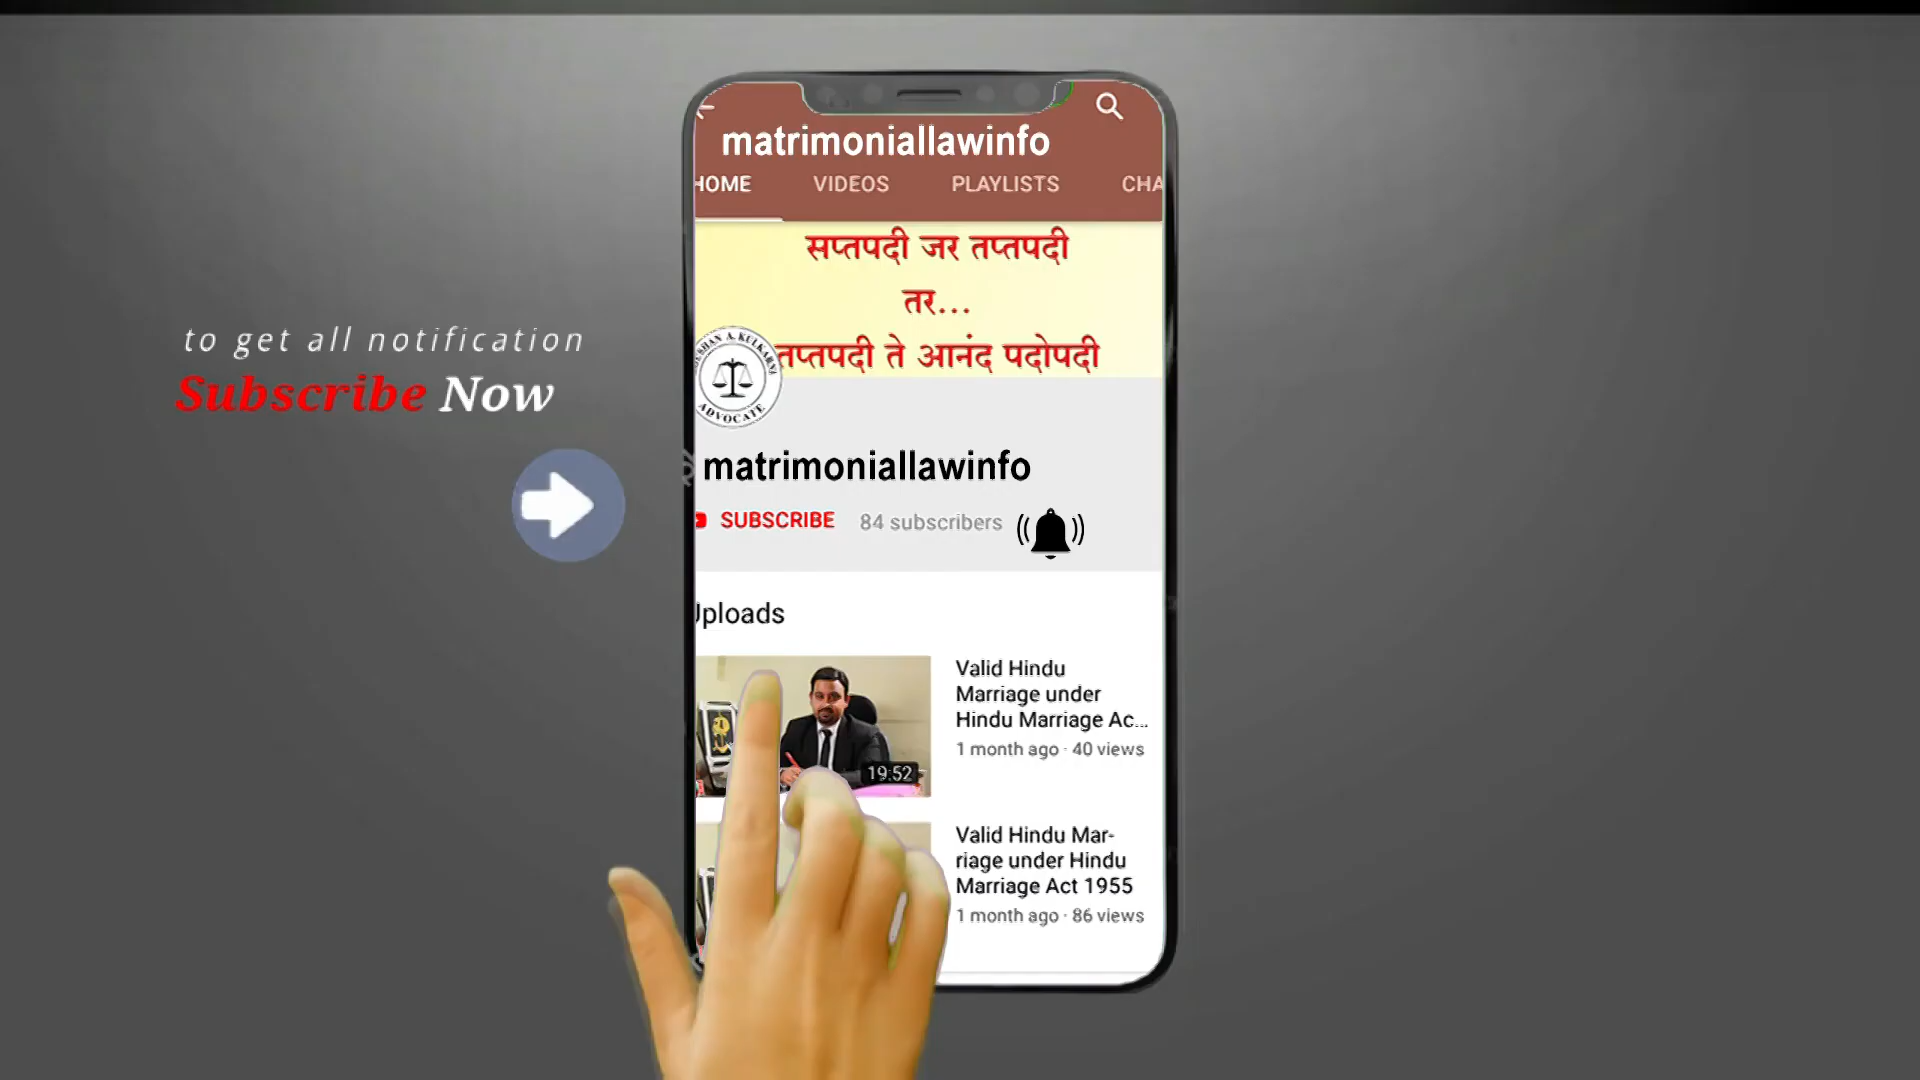 to get all notification
Subscribe Now
matrimoniallawinfo
HOME VIDEOS PLAYLISTS CHA
सप्तपदी जर तप्तपदी
तर...
तप्तपदी ते आनंद पदोपदी
A. KULKARNI
ADVOCATE
matrimoniallawinfo
SUBSCRIBE 84 subscribers
Uploads
Valid Hindu
Marriage under
Hindu Marriage Ac...
1 month ago · 40 views
19:52
Valid Hindu Mar-
riage under Hindu
Marriage Act 1955
1 month ago · 86 views